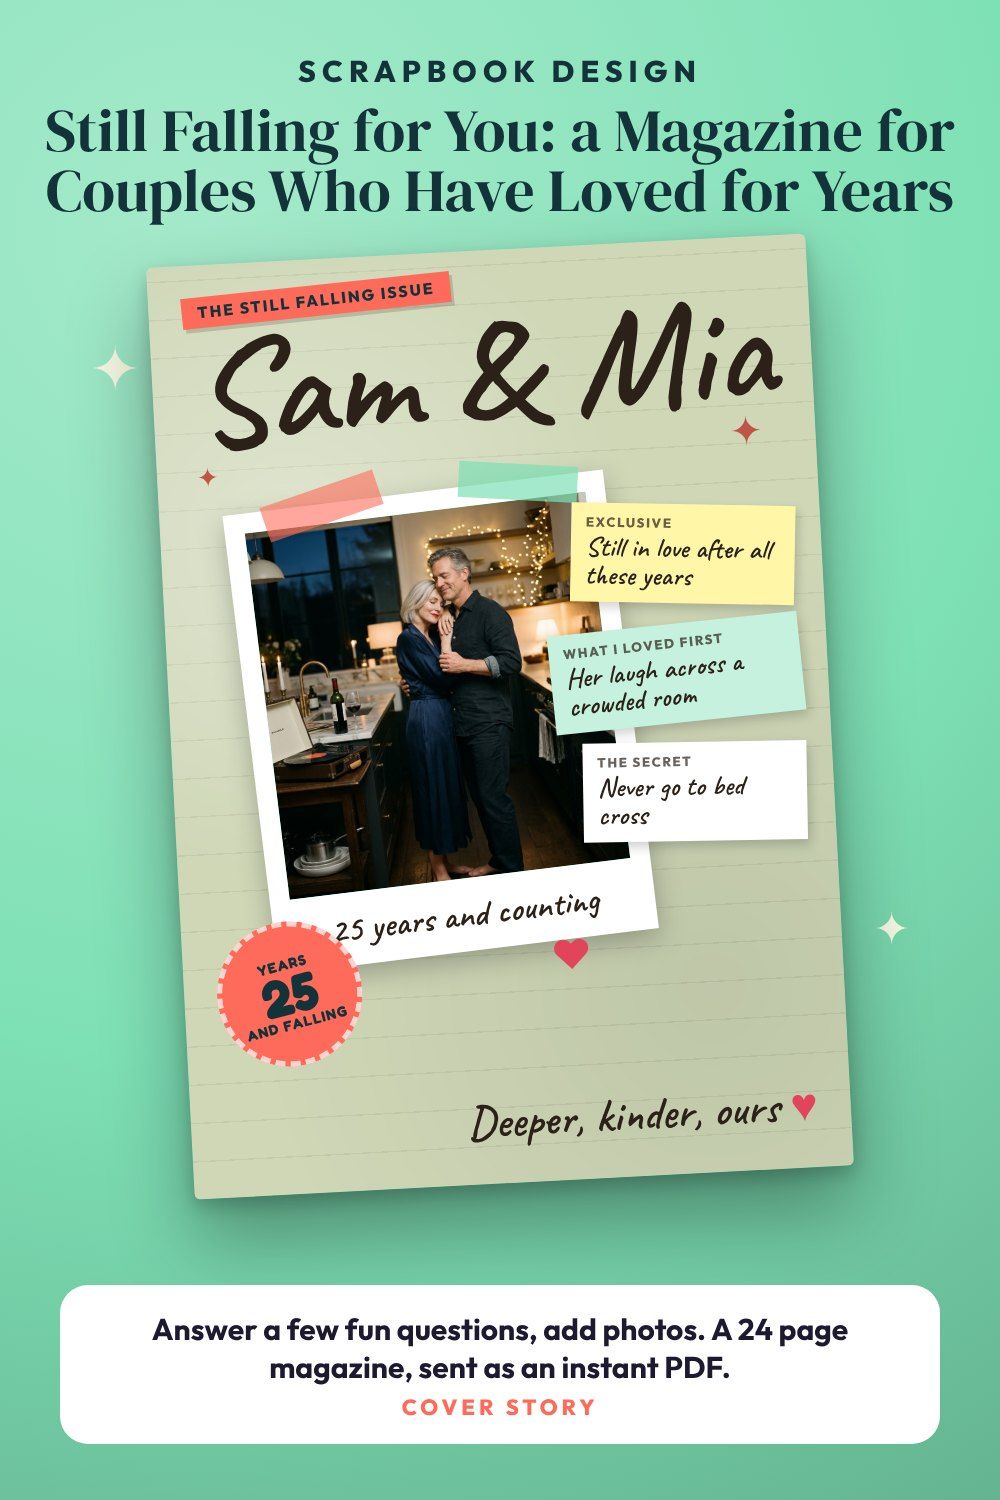 SCRAPBOOK DESIGN
Still Falling for You: a Magazine for
Couples Who Have Loved for Years
THE STILL FALLING ISSUE
Sam & Mia
EXCLUSIVE
Still in love after all
these years
WHAT I LOVED FIRST
Her laugh across a
crowded room
THE SECRET
Never go to bed
cross
25 years and counting
YEARS
25
AND FALLING
Deeper, kinder, ours ♥
Answer a few fun questions, add photos. A 24 page
magazine, sent as an instant PDF.
COVER STORY